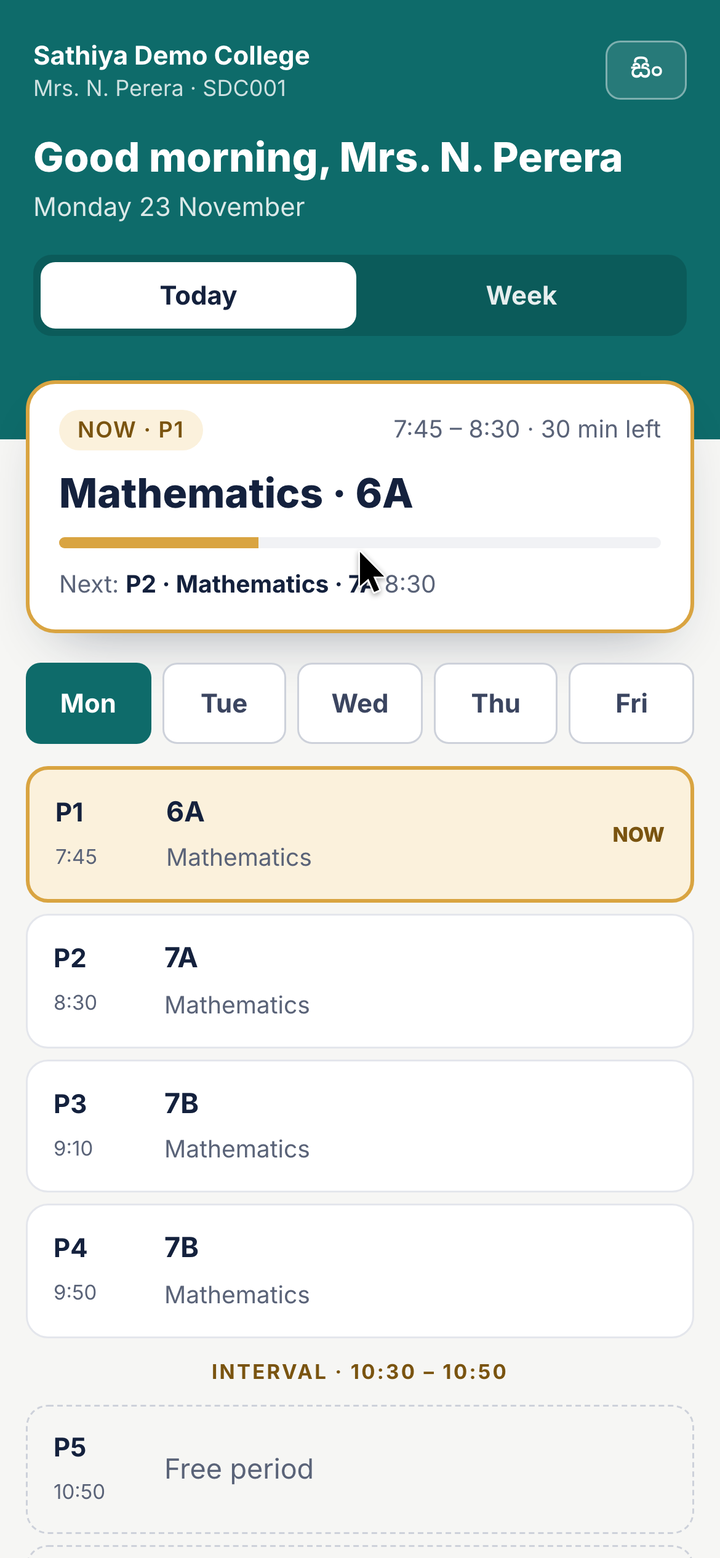 Sathiya Demo College
Mrs. N. Perera · SDC001
සිං
Good morning, Mrs. N. Perera
Monday 23 November
Today
Week
NOW · P1
7:45 – 8:30 · 30 min left
Mathematics · 6A
Next: P2 · Mathematics · 7A 8:30
Mon
Tue
Wed
Thu
Fri
P1
6A
7:45
Mathematics
NOW
P2
7A
8:30
Mathematics
P3
7B
9:10
Mathematics
P4
7B
9:50
Mathematics
INTERVAL · 10:30 – 10:50
P5
Free period
10:50